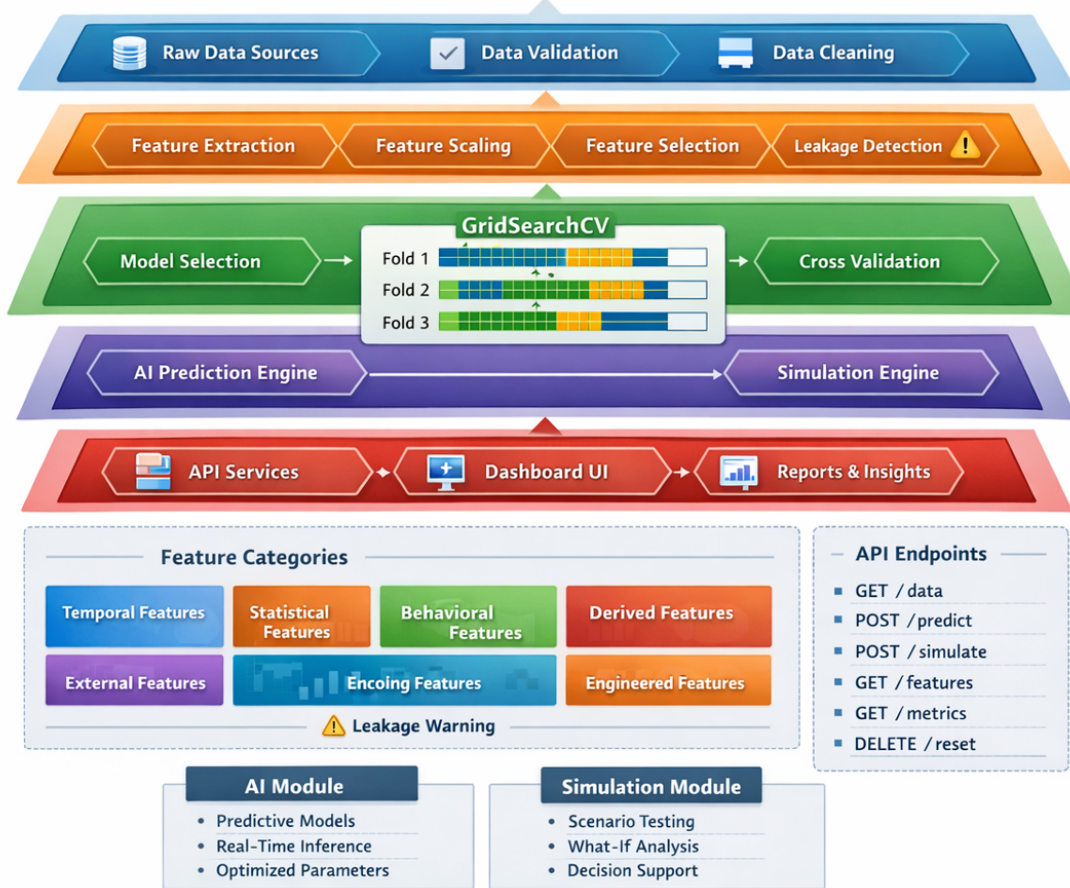 Raw Data Sources
Data Validation
Data Cleaning
Feature Extraction
Feature Scaling
Feature Selection
Leakage Detection
GridSearchCV
Model Selection
Fold 1
Fold 2
Fold 3
Cross Validation
AI Prediction Engine
Simulation Engine
API Services
Dashboard UI
Reports & Insights
Feature Categories
Temporal Features
Statistical
Features
Behavioral
Features
Derived Features
External Features
Encoing Features
Engineered Features
Leakage Warning
API Endpoints
▪ GET / data
▪ POST / predict
▪ POST / simulate
▪ GET / features
▪ GET / metrics
▪ DELETE / reset
AI Module
• Predictive Models
• Real-Time Inference
• Optimized Parameters
Simulation Module
• Scenario Testing
• What-If Analysis
• Decision Support